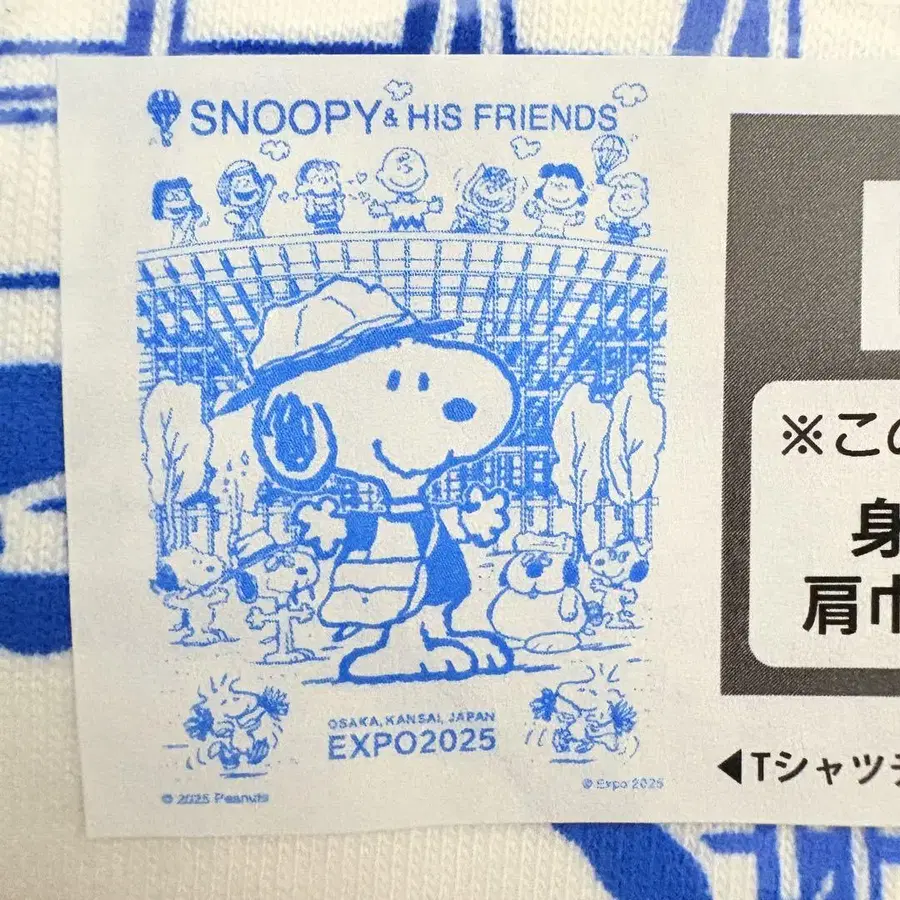 SNOOPY & HIS FRIENDS
OSAKA, KANSAI, JAPAN
EXPO2025
© 2025 Peanuts
© Expo 2025
※この
身
肩巾
◀Tシャツ